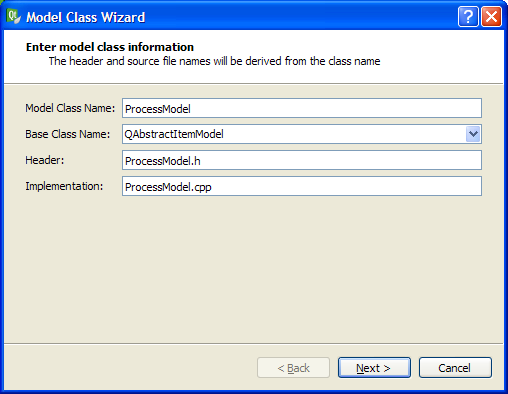 Model Class Wizard
Enter model class information
The header and source file names will be derived from the class name
Model Class Name: ProcessModel
Base Class Name: QAbstractItemModel
Header: ProcessModel.h
Implementation: ProcessModel.cpp
< Back Next > Cancel